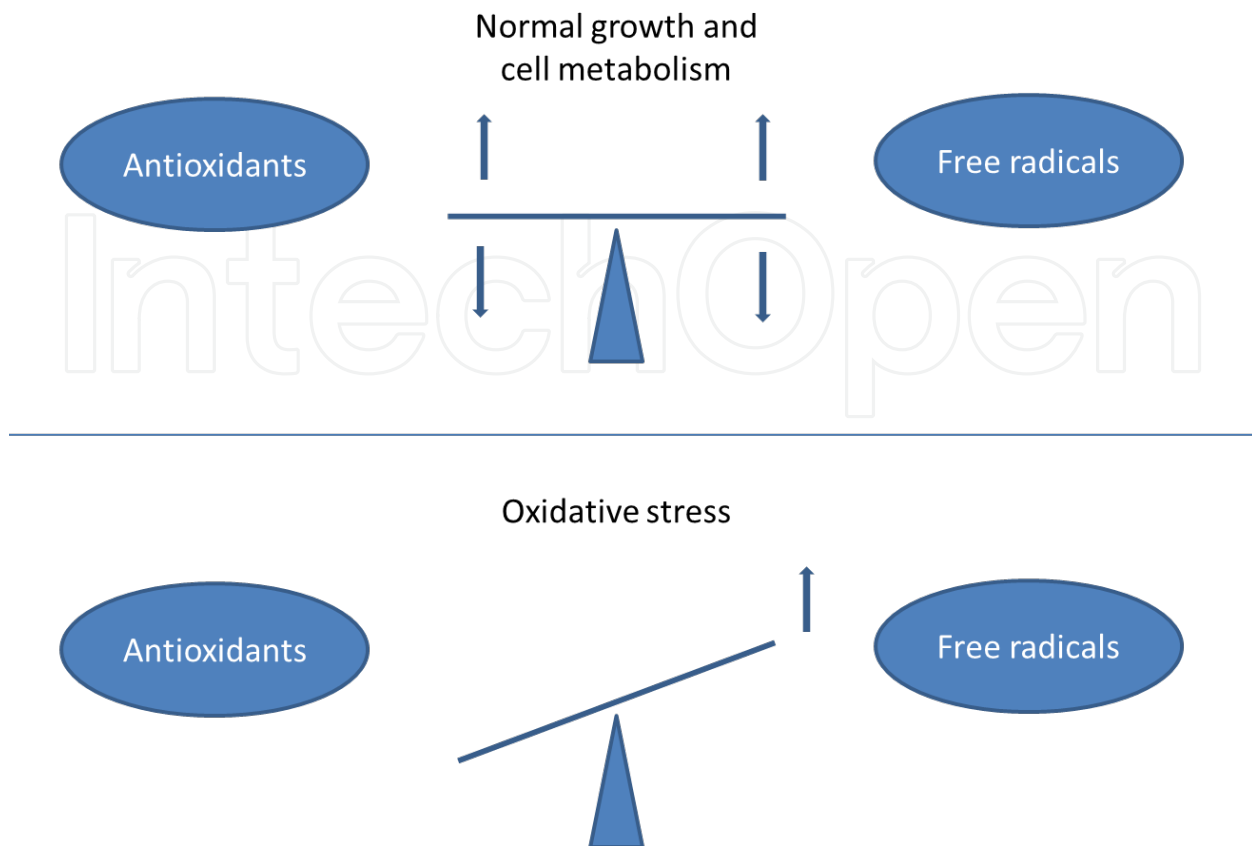 Normal growth and
cell metabolism
Antioxidants
Free radicals
IntechOpen
Oxidative stress
Antioxidants
Free radicals